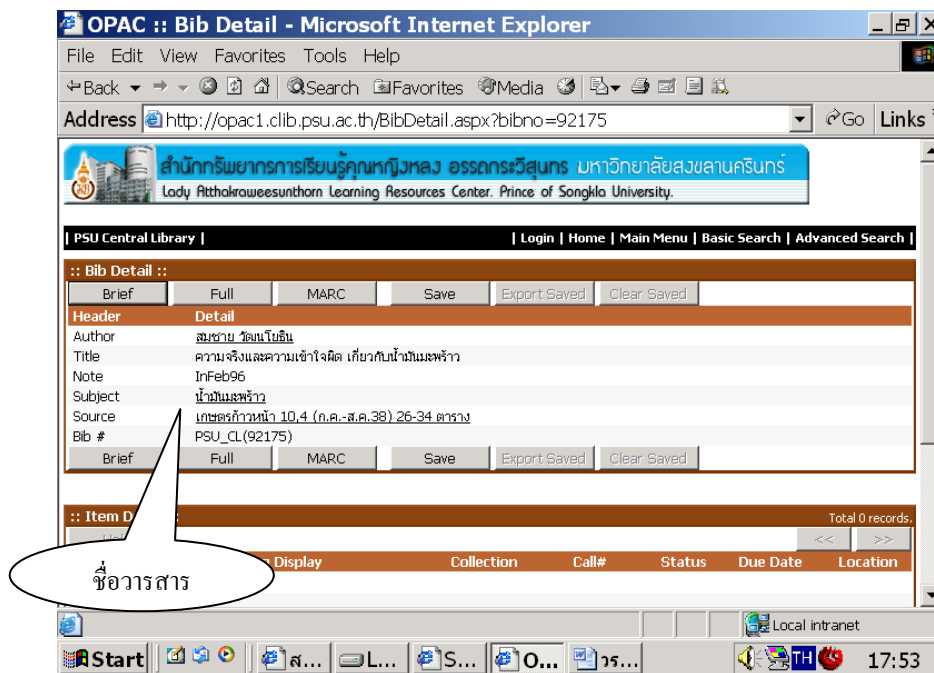 OPAC :: Bib Detail - Microsoft Internet Explorer
File Edit View Favorites Tools Help
Back Search Favorites Media
Address http://opac1.clib.psu.ac.th/BibDetail.aspx?bibno=92175 Go Links
สำนักทรัพยากรการเรียนรู้คุณหญิงหลง อรรถกระวีสุนทร มหาวิทยาลัยสงขลานครินทร์
Lady Atthakraweesunthorn Learning Resources Center. Prince of Songkla University.
| PSU Central Library | | Login | Home | Main Menu | Basic Search | Advanced Search |
:: Bib Detail ::
Brief Full MARC Save Export Saved Clear Saved
Header Detail
Author สมชาย วัฒนโยธิน
Title ความจริงและความเข้าใจผิด เกี่ยวกับน้ำมันมะพร้าว
Note InFeb96
Subject น้ำมันมะพร้าว
Source เกษตรก้าวหน้า 10,4 (ก.ค.-ส.ค.38) 26-34 ตาราง
Bib # PSU_CL(92175)
Brief Full MARC Save Export Saved Clear Saved
:: Item D Total 0 records.
<< >>
Display Collection Call# Status Due Date Location
ชื่อวารสาร
Local intranet
Start ส... L... S... O... วร... TH 17:53